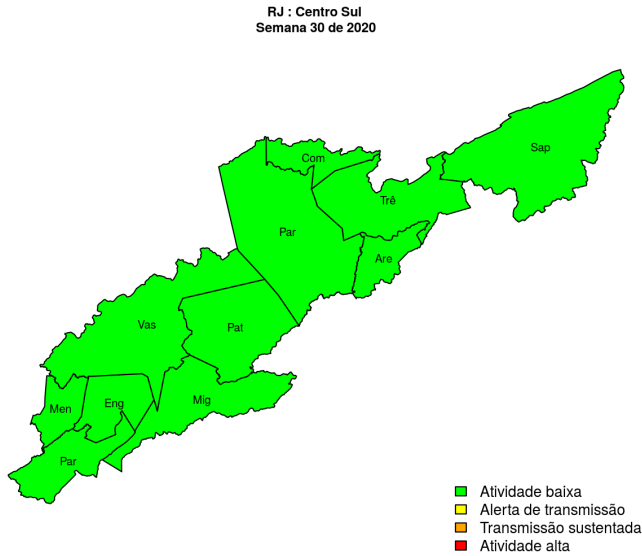 RJ : Centro Sul
Semana 30 de 2020
Sap
Com
Trê
Par
Are
Vas
Pat
Mig
Eng
Men
Par
Atividade baixa
Alerta de transmissão
Transmissão sustentada
Atividade alta